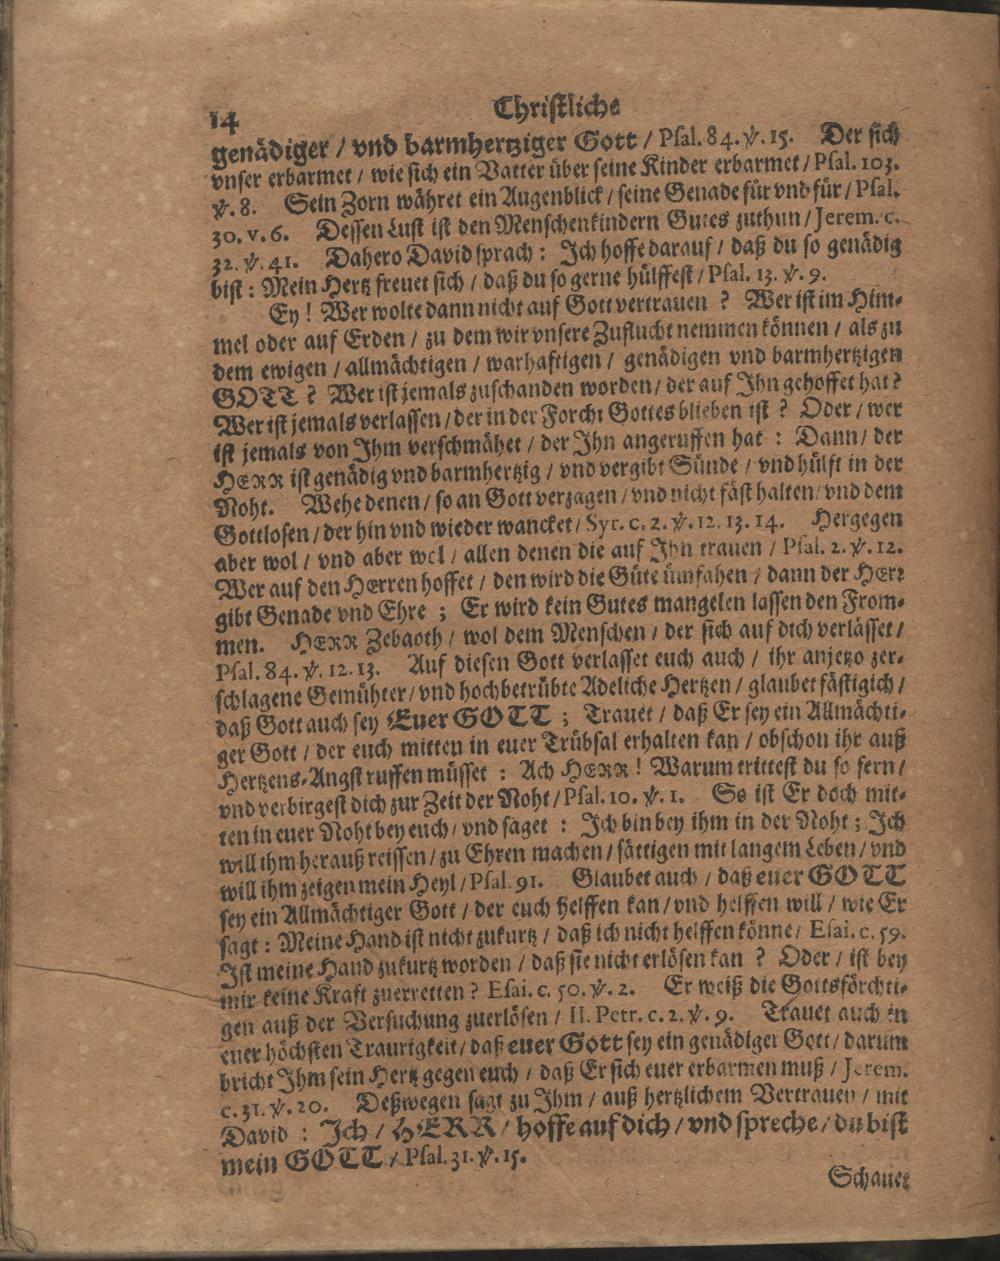 14 Christliche
genädiger / vnd barmhertziger Gott / Psal. 84. ℣. 15. Der sich
vnser erbarmet / wie sich ein Vatter über seine Kinder erbarmet / Psal. 103.
℣. 8. Sein Zorn währet ein Augenblick / seine Genade für vnd für / Psal.
30. v. 6. Dessen Lust ist den Menschenkindern Gutes zuthun / Jerem. c.
32. ℣. 41. Dahero David sprach : Ich hoffe darauf / daß du so genädig
bist : Mein Hertz freuet sich / daß du so gerne hülffest / Psal. 13. ℣. 9.
Ey ! Wer wolte dann nicht auf Gott vertrauen ? Wer ist im Him-
mel oder auf Erden / zu dem wir vnsere Zuflucht nemmen können / als zu
dem ewigen / allmächtigen / warhaftigen / genädigen vnd barmhertzigen
GOTT ? Wer ist jemals zuschanden worden / der auf Ihn gehoffet hat ?
Wer ist jemals verlassen / der in der Forcht Gottes blieben ist ? Oder / wer
ist jemals von Ihm verschmähet / der Ihn angeruffen hat : Dann / der
HERR ist genädig vnd barmhertzig / vnd vergibt Sünde / vnd hülft in der
Noht. Wehe denen / so an Gott verzagen / vnd nicht fäst halten / vnd dem
Gottlosen / der hin vnd wieder wancket / Syr. c. 2. ℣. 12. 13. 14. Hergegen
aber wol / vnd aber wol / allen denen die auf Ihn trauen / Psal. 2. ℣. 12.
Wer auf den HErren hoffet / den wird die Güte ümfahen / dann der HErr
gibt Genade vnd Ehre ; Er wird kein Gutes mangelen lassen den From-
men. HERR Zebaoth / wol dem Menschen / der sich auf dich verlässet /
Psal. 84. ℣. 12. 13. Auf diesen Gott verlasset euch auch / ihr anjetzo zer-
schlagene Gemühter / vnd hochbetrübte Adeliche Hertzen / glaubet fästigich /
daß Gott auch sey Euer GOTT ; Trauet / daß Er sey ein Allmächti-
ger Gott / der euch mitten in euer Trübsal erhalten kan / obschon ihr auß
Hertzens-Angst ruffen müsset : Ach HERR ! Warum trittest du so fern /
vnd verbirgest dich zur Zeit der Noht / Psal. 10. ℣. 1. So ist Er doch mit-
ten in euer Noht bey euch / vnd saget : Ich bin bey ihm in der Noht ; Ich
will ihm herauß reissen / zu Ehren machen / sättigen mit langem Leben / vnd
will ihm zeigen mein Heyl / Psal. 91. Glaubet auch / daß euer GOTT
sey ein Allmächtiger Gott / der euch helffen kan / vnd helffen will / wie Er
sagt : Meine Hand ist nicht zukurtz / daß ich nicht helffen könne / Esai. c. 59.
Ist meine Hand zukurtz worden / daß sie nicht erlösen kan ? Oder / ist bey
mir keine Kraft zuerretten ? Esai. c. 50. ℣. 2. Er weiß die Gottsförchti-
gen auß der Versuchung zuerlösen / II. Petr. c. 2. ℣. 9. Trauet auch in
euer höchsten Traurigkeit / daß euer Gott sey ein genädiger Gott / darum
bricht Ihm sein Hertz gegen euch / daß Er sich euer erbarmen muß / Jerem.
c. 31. ℣. 20. Deßwegen sagt zu Ihm / auß hertzlichem Vertrauen / mit
David : Ich / HERR / hoffe auf dich / vnd spreche / du bist
mein GOTT / Psal. 31. ℣. 15.
Schauet